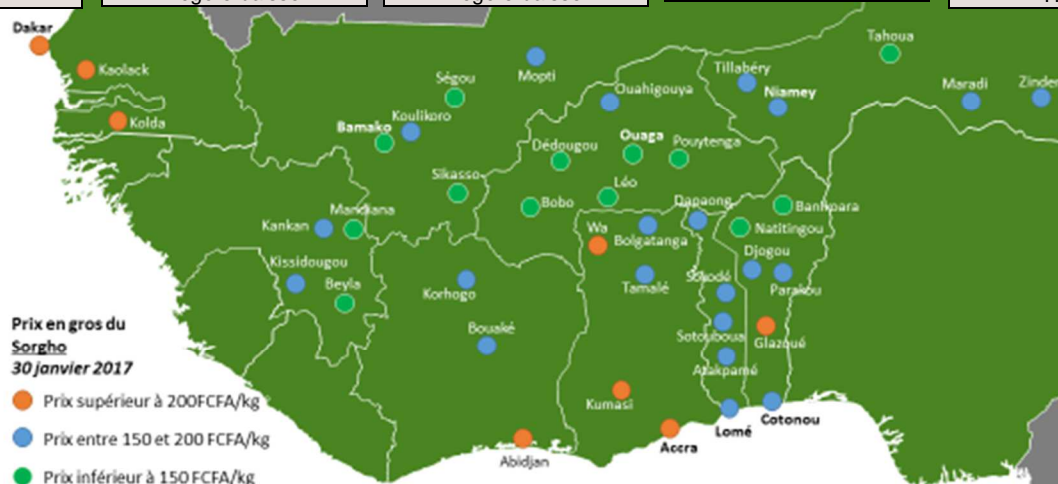 Dakar
Kaolack
Kolda
Mopti
Ségou
Koulikoro
Bamako
Sikasso
Ouahigouya
Dédougou
Ouaga
Pouytenga
Bobo
Léo
Tillabéry
Niamey
Tahoua
Maradi
Zinder
Kankan
Mandiana
Kissidougou
Beyla
Korhogo
Bouaké
Abidjan
Wa
Bolgatanga
Tamalé
Kumasi
Accra
Dapaong
Sokodé
Sotouboua
Atakpamé
Lomé
Banikoara
Natitingou
Djogou
Parakou
Glazoué
Cotonou
Prix en gros du
Sorgho
30 janvier 2017
Prix supérieur à 200FCFA/kg
Prix entre 150 et 200 FCFA/kg
Prix inférieur à 150 FCFA/kg